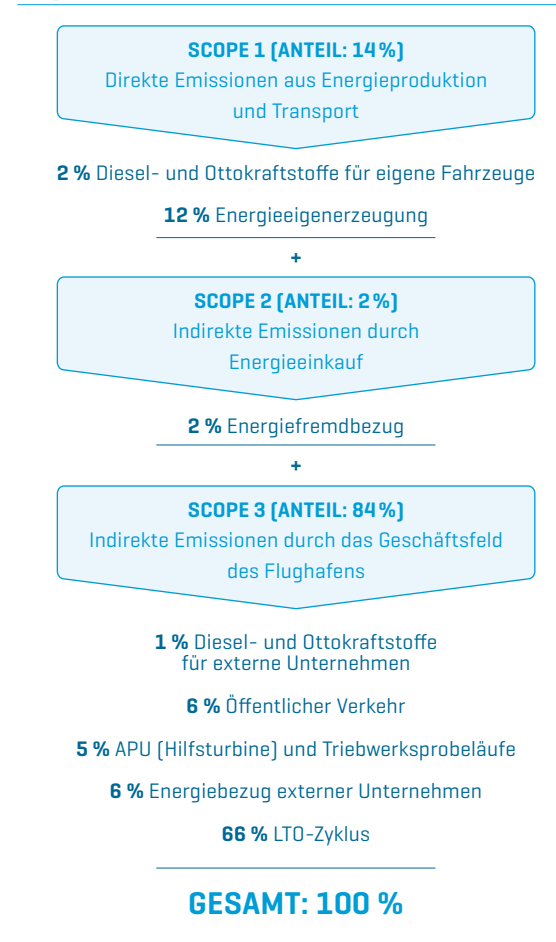 SCOPE 1 (ANTEIL: 14 %)
Direkte Emissionen aus Energieproduktion
und Transport
2 % Diesel- und Ottokraftstoffe für eigene Fahrzeuge
12 % Energieeigenerzeugung
+
SCOPE 2 (ANTEIL: 2 %)
Indirekte Emissionen durch
Energieeinkauf
2 % Energiefremdbezug
+
SCOPE 3 (ANTEIL: 84 %)
Indirekte Emissionen durch das Geschäftsfeld
des Flughafens
1 % Diesel- und Ottokraftstoffe
für externe Unternehmen
6 % Öffentlicher Verkehr
5 % APU (Hilfsturbine) und Triebwerksprobeläufe
6 % Energiebezug externer Unternehmen
66 % LTO-Zyklus
GESAMT: 100 %